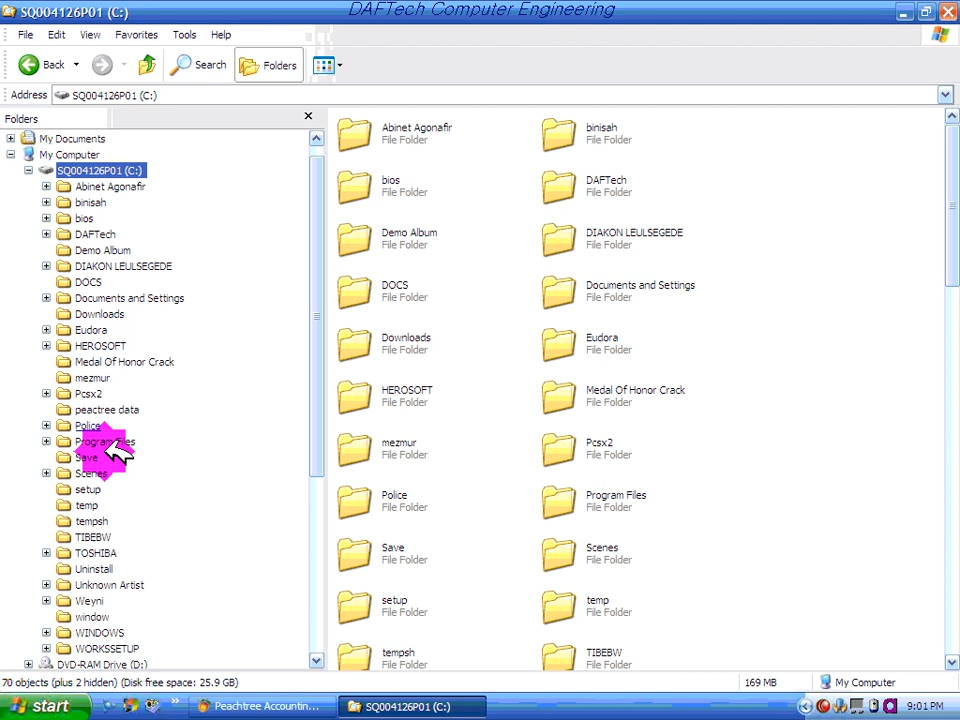 DAFTech Computer Engineering
SQ004126P01 (C:)
File Edit View Favorites Tools Help
Back Search Folders
Address SQ004126P01 (C:)
Folders
My Documents
My Computer
SQ004126P01 (C:)
Abinet Agonafir
binisah
bios
DAFTech
Demo Album
DIAKON LEULSEGEDE
DOCS
Documents and Settings
Downloads
Eudora
HEROSOFT
Medal Of Honor Crack
mezmur
Pcsx2
peactree data
Police
Program Files
Save
Scenes
setup
temp
tempsh
TIBEBW
TOSHIBA
Uninstall
Unknown Artist
Weyni
window
WINDOWS
WORKSSETUP
DVD-RAM Drive (D:)
Abinet Agonafir binisah
File Folder File Folder
bios DAFTech
File Folder File Folder
Demo Album DIAKON LEULSEGEDE
File Folder File Folder
DOCS Documents and Settings
File Folder File Folder
Downloads Eudora
File Folder File Folder
HEROSOFT Medal Of Honor Crack
File Folder File Folder
mezmur Pcsx2
File Folder File Folder
Police Program Files
File Folder File Folder
Save Scenes
File Folder File Folder
setup temp
File Folder File Folder
tempsh TIBEBW
File Folder File Folder
70 objects (plus 2 hidden) (Disk free space: 25.9 GB) 169 MB My Computer
start Peachtree Accountin... SQ004126P01 (C:) 9:01 PM